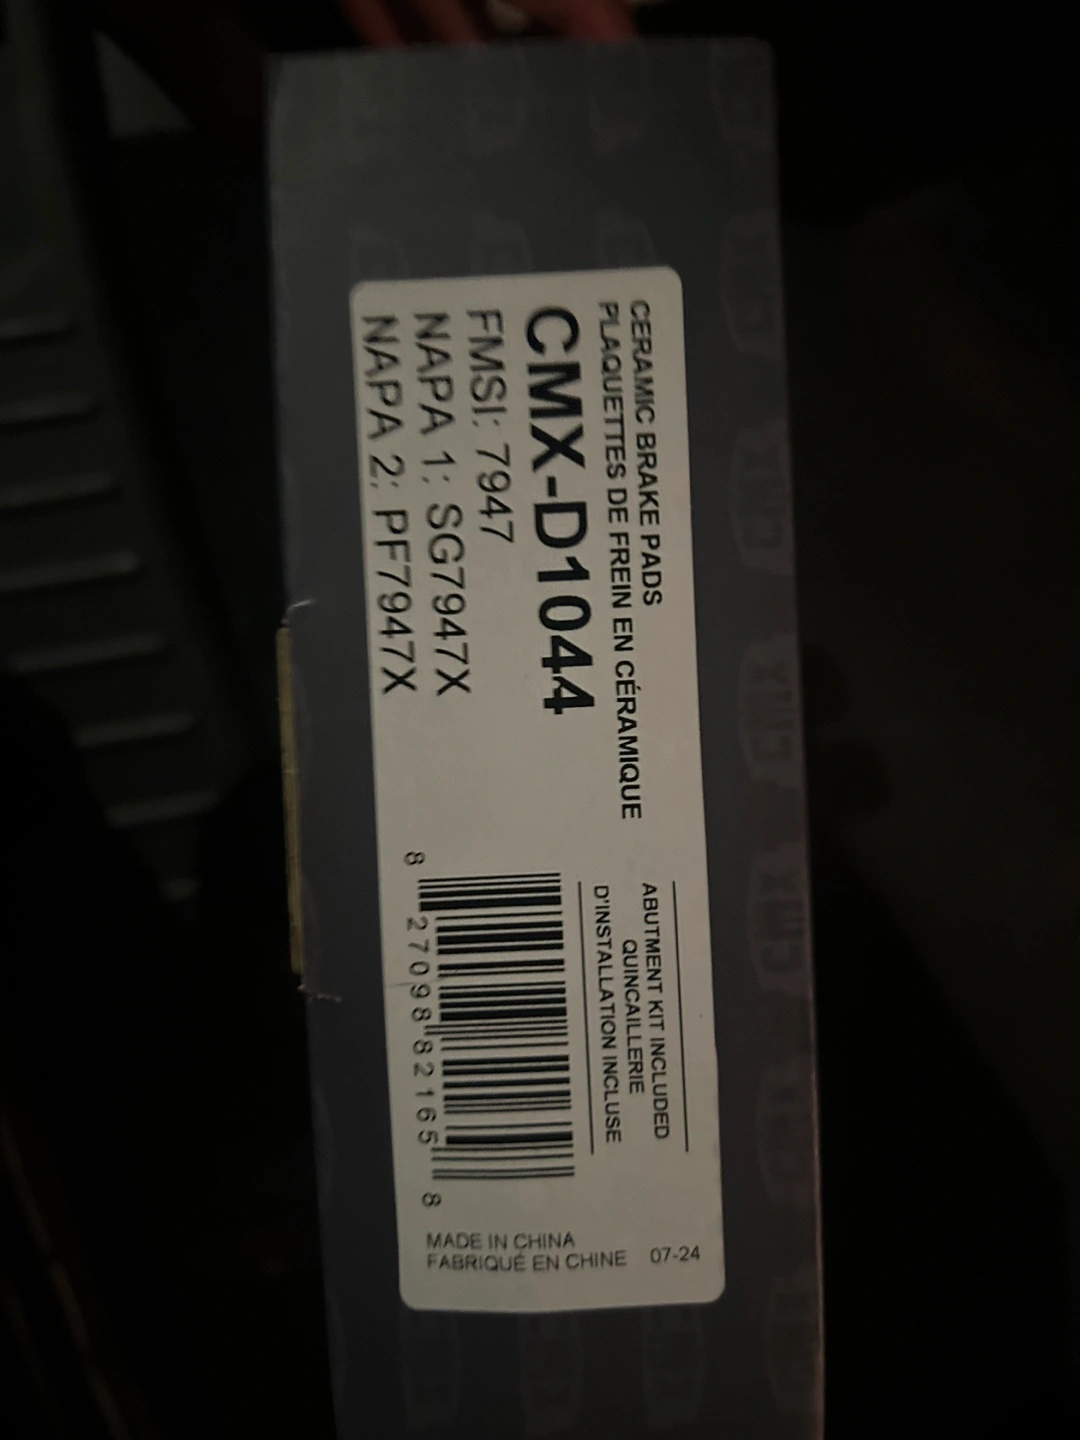 CERAMIC BRAKE PADS
PLAQUETTES DE FREIN EN CÉRAMIQUE
CMX-D1044
FMSI: 7947
NAPA 1: SG7947X
NAPA 2: PF7947X
ABUTMENT KIT INCLUDED
QUINCAILLERIE
D'INSTALLATION INCLUSE
8 27098 82165 8
MADE IN CHINA
FABRIQUÉ EN CHINE
07-24